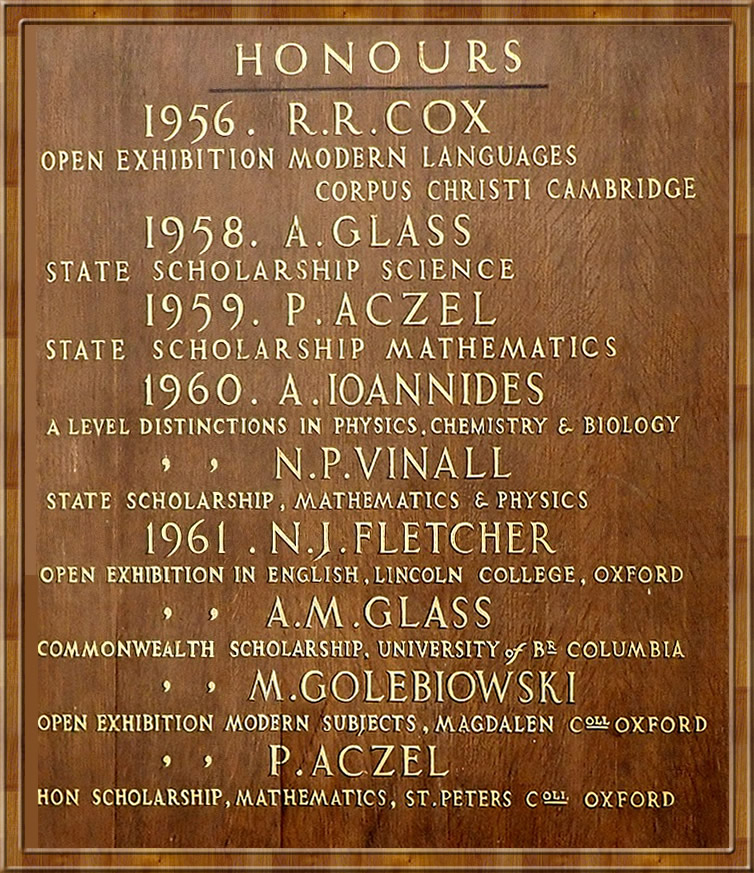 HONOURS
1956. R.R.COX
OPEN EXHIBITION MODERN LANGUAGES
CORPUS CHRISTI CAMBRIDGE
1958. A.GLASS
STATE SCHOLARSHIP SCIENCE
1959. P.ACZEL
STATE SCHOLARSHIP MATHEMATICS
1960. A.IOANNIDES
A LEVEL DISTINCTIONS IN PHYSICS, CHEMISTRY & BIOLOGY
, , N.P.VINALL
STATE SCHOLARSHIP, MATHEMATICS & PHYSICS
1961. N.J.FLETCHER
OPEN EXHIBITION IN ENGLISH, LINCOLN COLLEGE, OXFORD
, , A.M.GLASS
COMMONWEALTH SCHOLARSHIP, UNIVERSITY of BR COLUMBIA
, , M.GOLEBIOWSKI
OPEN EXHIBITION MODERN SUBJECTS, MAGDALEN COLL OXFORD
, , P.ACZEL
HON SCHOLARSHIP, MATHEMATICS, ST.PETERS COLL OXFORD